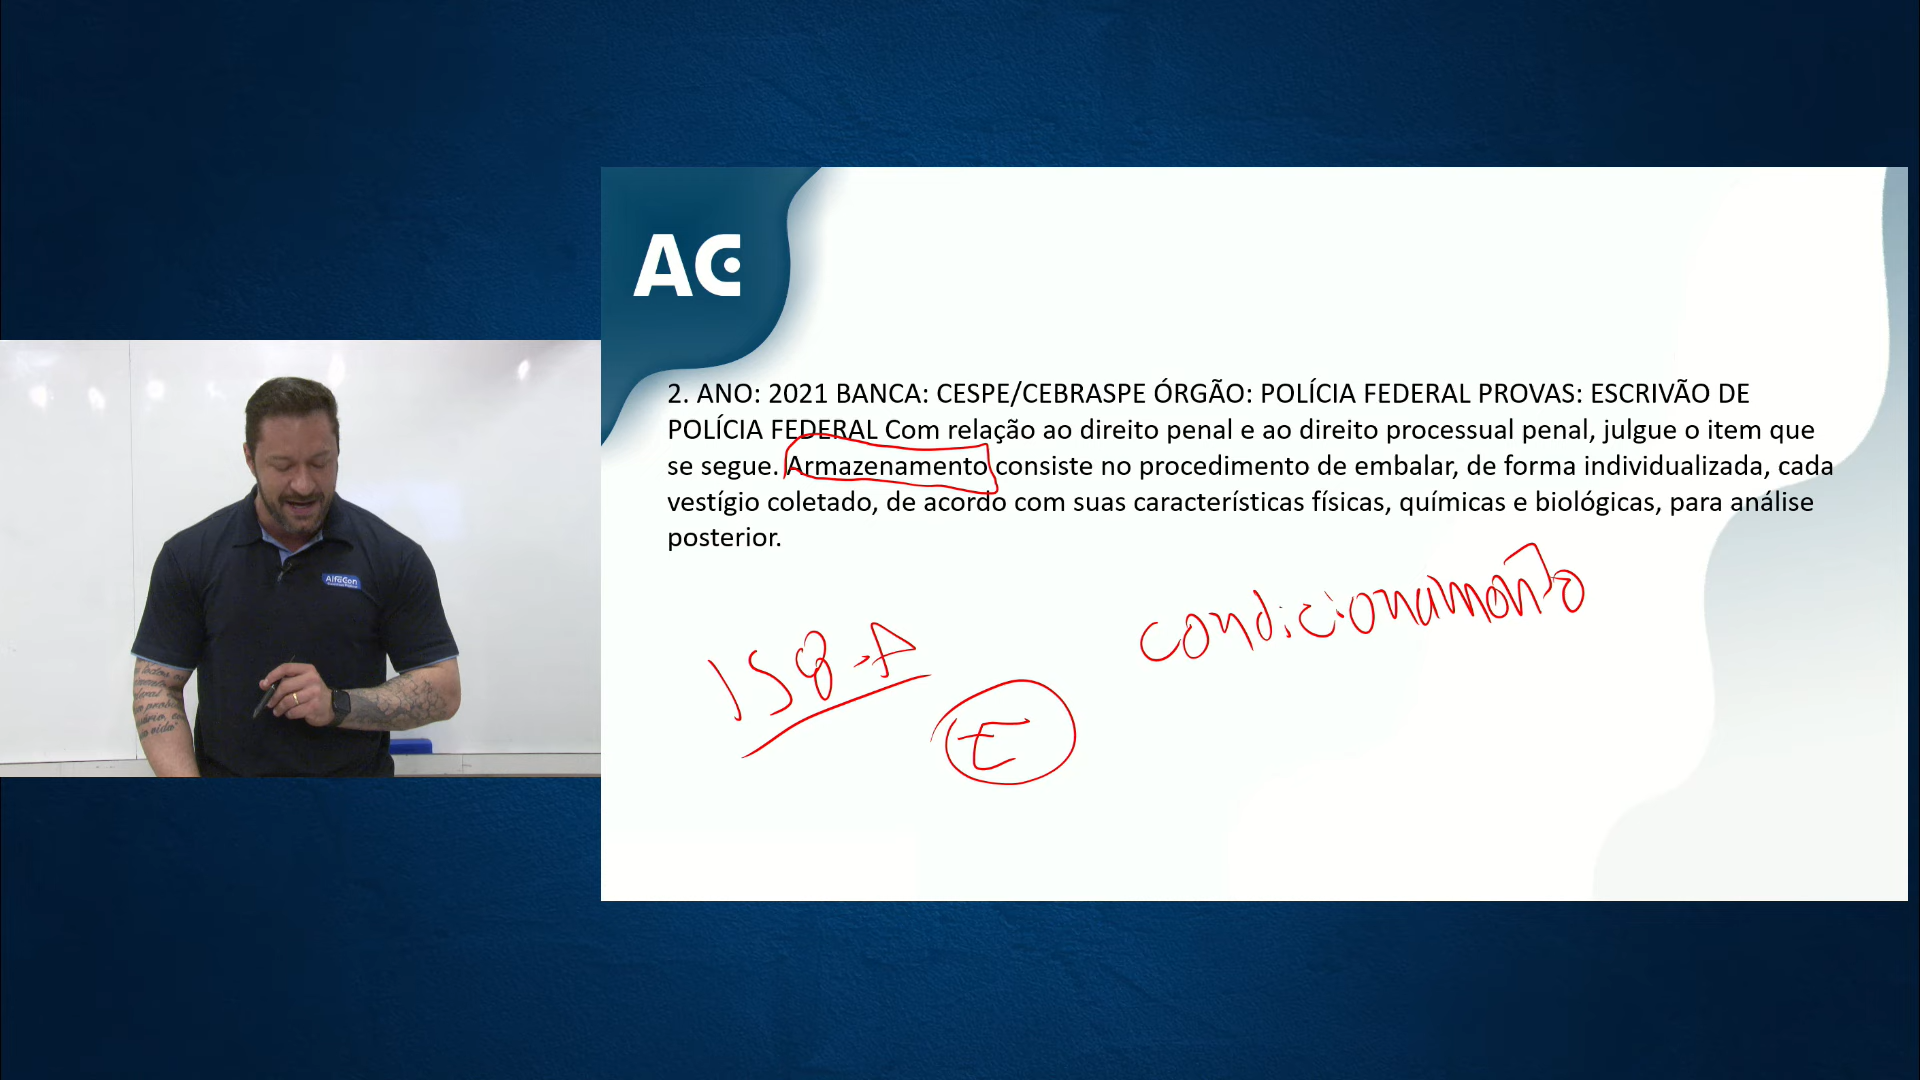 AC
2. ANO: 2021 BANCA: CESPE/CEBRASPE ÓRGÃO: POLÍCIA FEDERAL PROVAS: ESCRIVÃO DE
POLÍCIA FEDERAL Com relação ao direito penal e ao direito processual penal, julgue o item que
se segue. Armazenamento consiste no procedimento de embalar, de forma individualizada, cada
vestígio coletado, de acordo com suas características físicas, químicas e biológicas, para análise
posterior.
condicionamento
158-A
E
AlfaCon